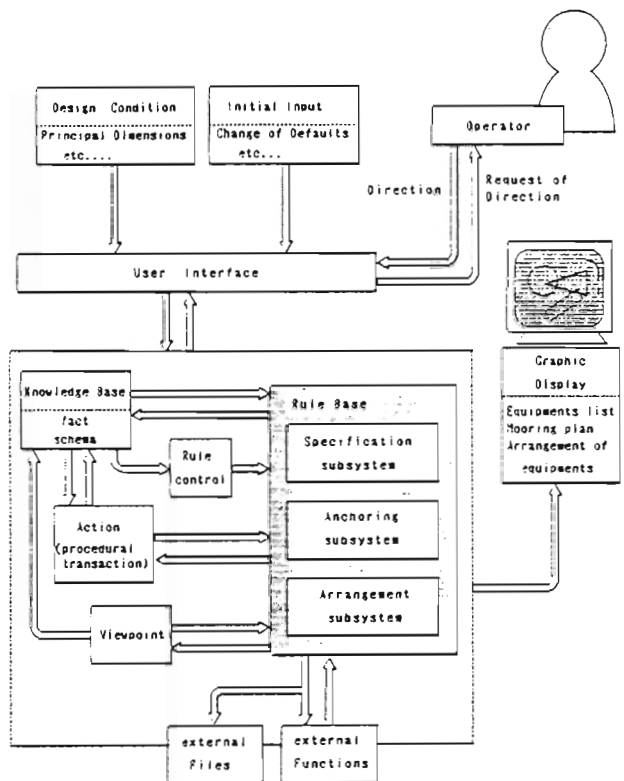 Design Condition
Principal Dimensions
etc....
Initial Input
Change of Defaults
etc...
Operator
Direction
Request of
Direction
User Interface
Graphic
Display
Equipments list
Mooring plan
Arrangement of
equipments
Knowledge Base
fact
schema
Rule
control
Action
(procedural
transaction)
Viewpoint
Rule Base
Specification
subsystem
Anchoring
subsystem
Arrangement
subsystem
external
Files
external
Functions